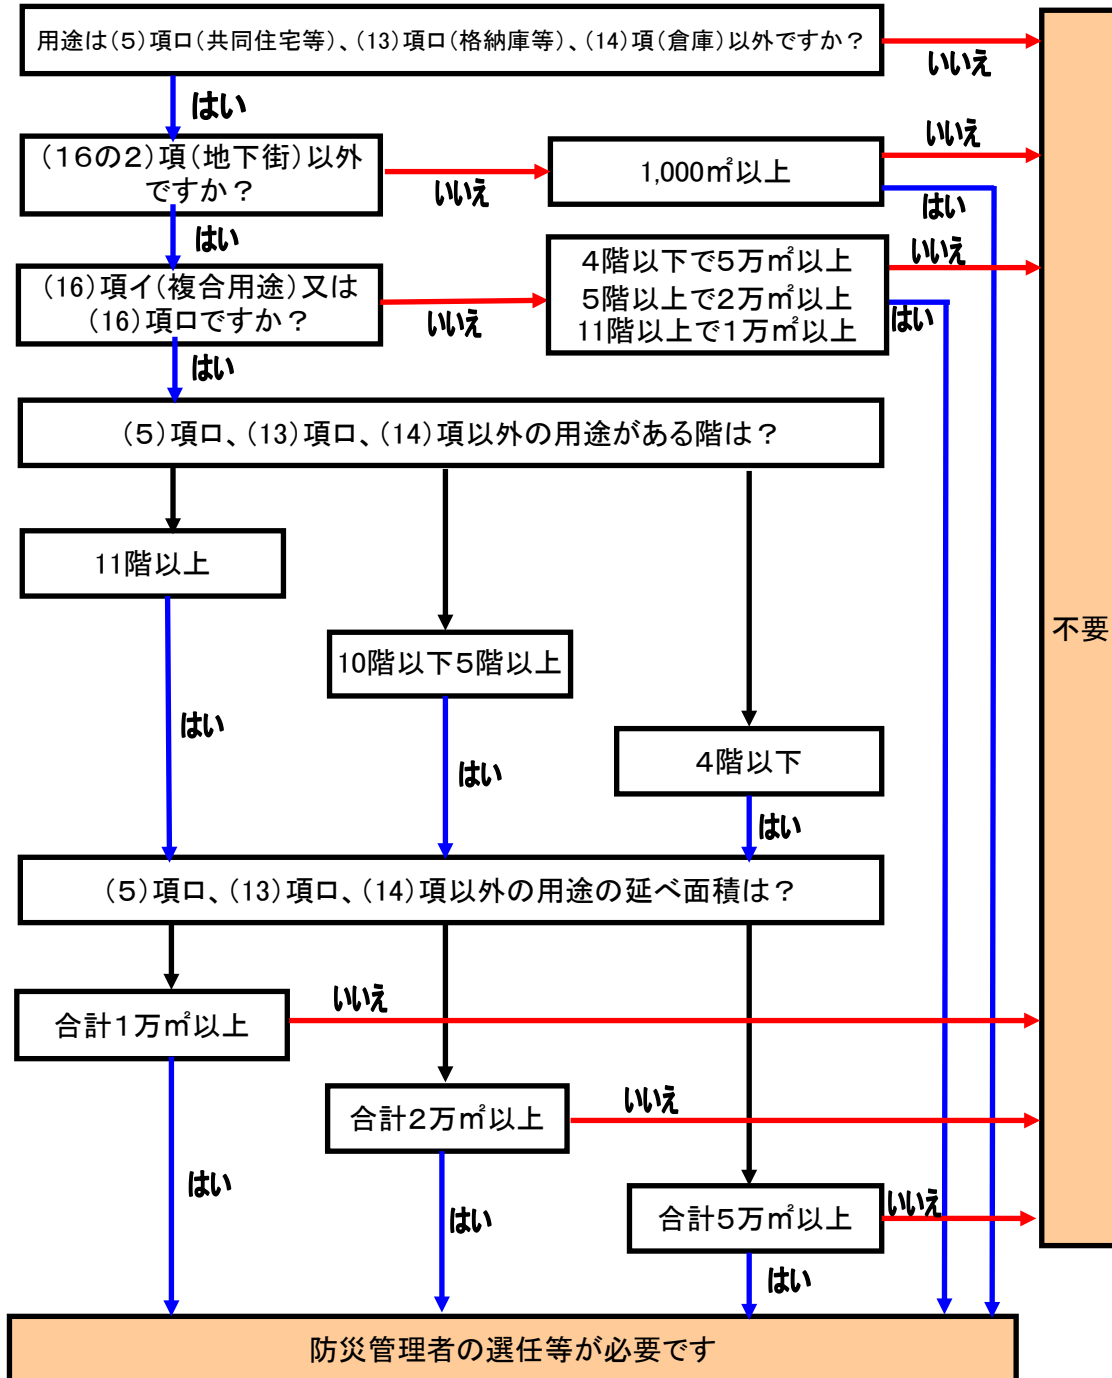 用途は(5)項ロ(共同住宅等)、(13)項ロ(格納庫等)、(14)項(倉庫)以外ですか？
いいえ
はい
(16の2)項(地下街)以外
ですか？
いいえ
1,000㎡以上
いいえ
はい
はい
(16)項イ(複合用途)又は
(16)項ロですか？
いいえ
4階以下で5万㎡以上
5階以上で2万㎡以上
11階以上で1万㎡以上
いいえ
はい
はい
(5)項ロ、(13)項ロ、(14)項以外の用途がある階は？
11階以上
10階以下5階以上
4階以下
はい
はい
はい
(5)項ロ、(13)項ロ、(14)項以外の用途の延べ面積は？
合計1万㎡以上
いいえ
合計2万㎡以上
いいえ
合計5万㎡以上
いいえ
はい
はい
はい
不要
防災管理者の選任等が必要です